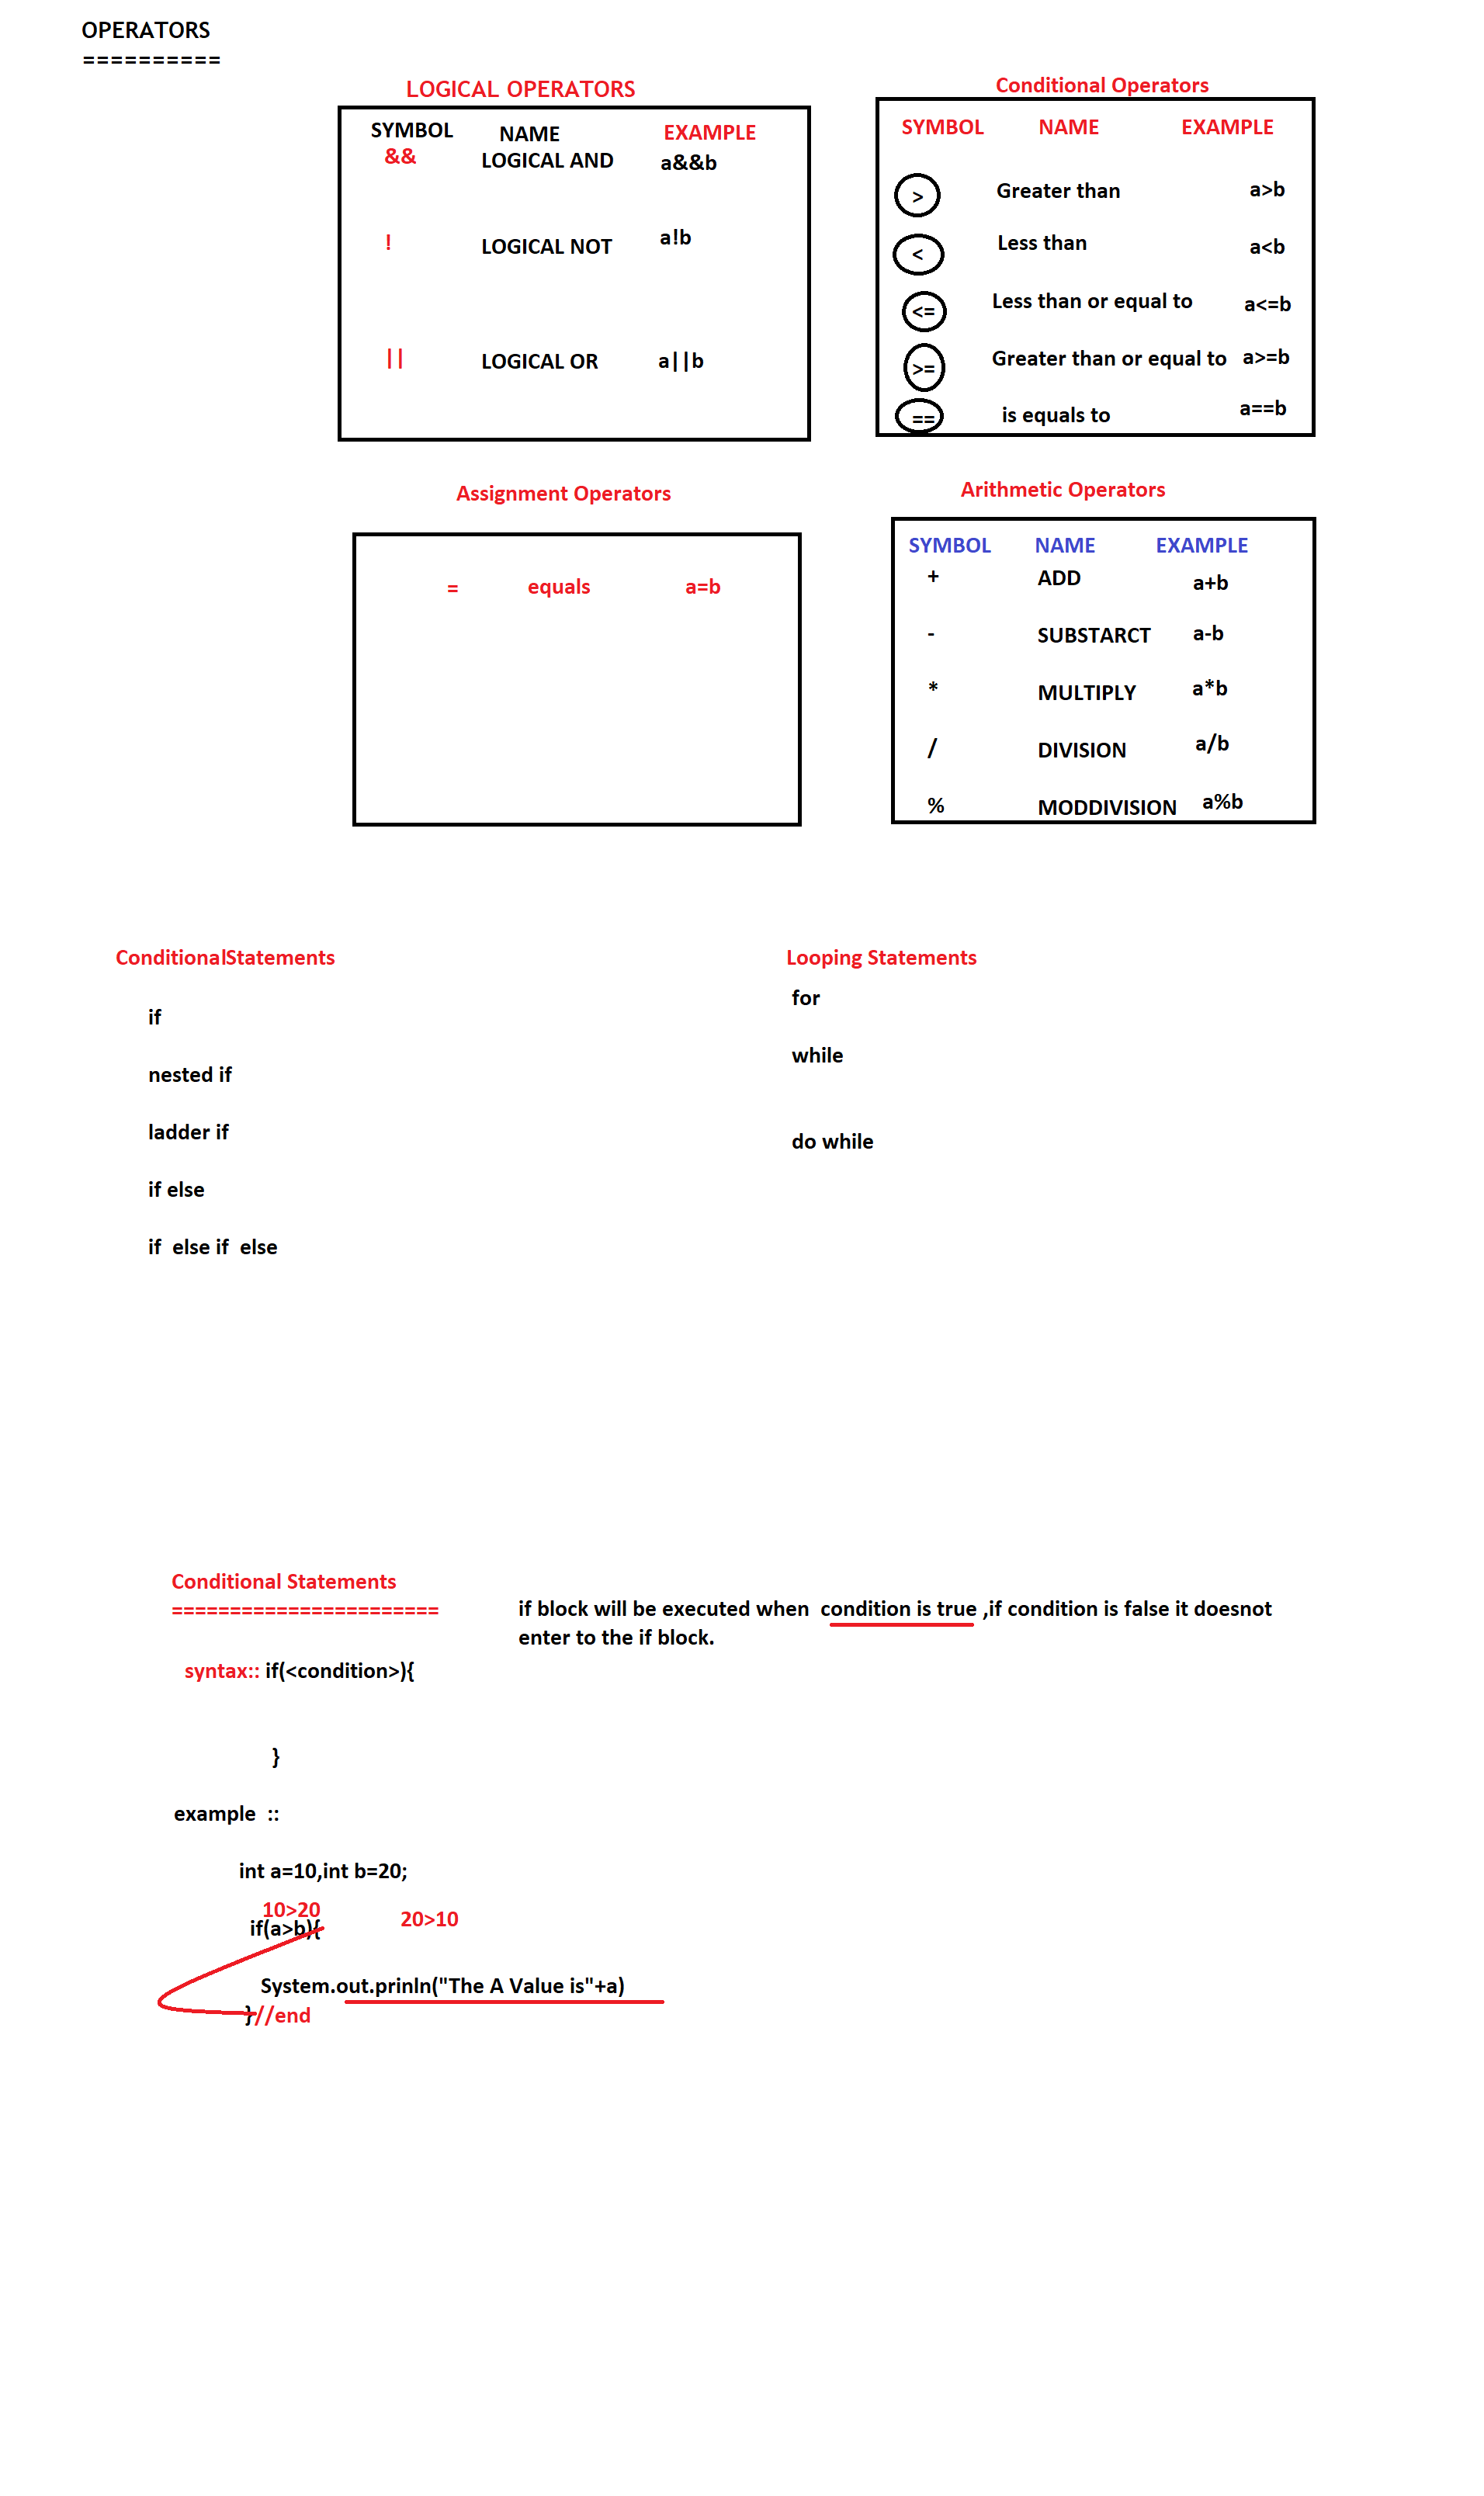 OPERATORS
==========
LOGICAL OPERATORS
SYMBOL NAME EXAMPLE
&& LOGICAL AND a&&b
! LOGICAL NOT a!b
|| LOGICAL OR a||b
Conditional Operators
SYMBOL NAME EXAMPLE
> Greater than a>b
< Less than a<b
<= Less than or equal to a<=b
>= Greater than or equal to a>=b
== is equals to a==b
Assignment Operators
= equals a=b
Arithmetic Operators
SYMBOL NAME EXAMPLE
+ ADD a+b
- SUBSTARCT a-b
* MULTIPLY a*b
/ DIVISION a/b
% MODDIVISION a%b
ConditionalStatements
if
nested if
ladder if
if else
if else if else
Looping Statements
for
while
do while
Conditional Statements
=======================
if block will be executed when condition is true ,if condition is false it doesnot
enter to the if block.
syntax:: if(<condition>){
}
example ::
int a=10,int b=20;
10>20 20>10
if(a>b){
System.out.prinln("The A Value is"+a)
}//end